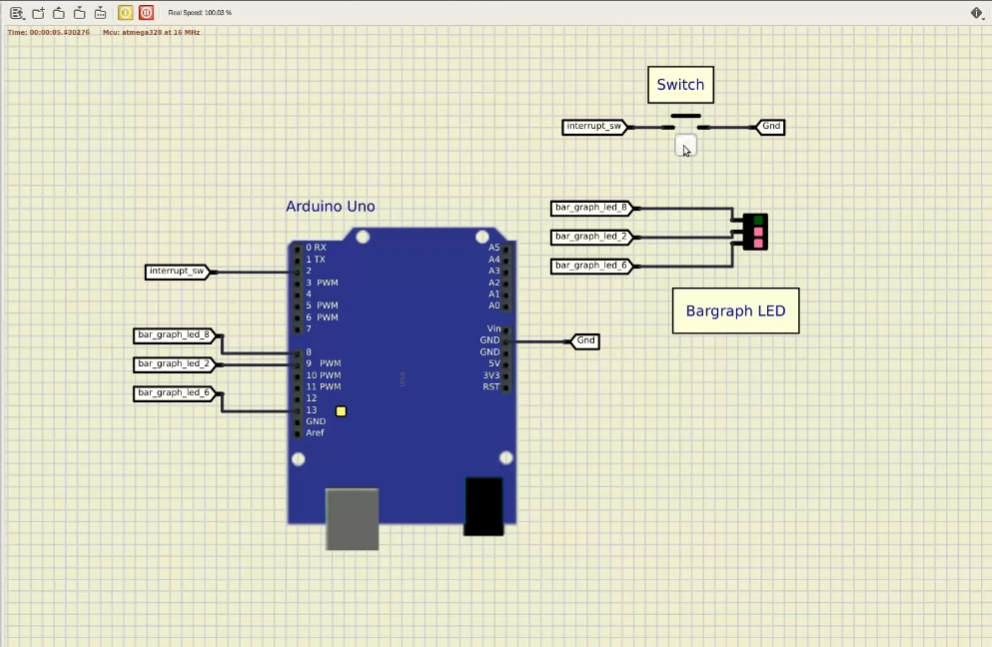 Real Speed: 100.03 %
Time: 00:00:05.430276 Mcu: atmega328 at 16 MHz
Switch
interrupt_sw Gnd
Arduino Uno
bar_graph_led_8
bar_graph_led_2
bar_graph_led_6
Bargraph LED
interrupt_sw
bar_graph_led_8
bar_graph_led_2
bar_graph_led_6
0 RX
1 TX
2
3 PWM
4
5 PWM
6 PWM
7
8
9 PWM
10 PWM
11 PWM
12
13
GND
Aref
A5
A4
A3
A2
A1
A0
Vin
GND
GND
5V
3V3
RST
Gnd